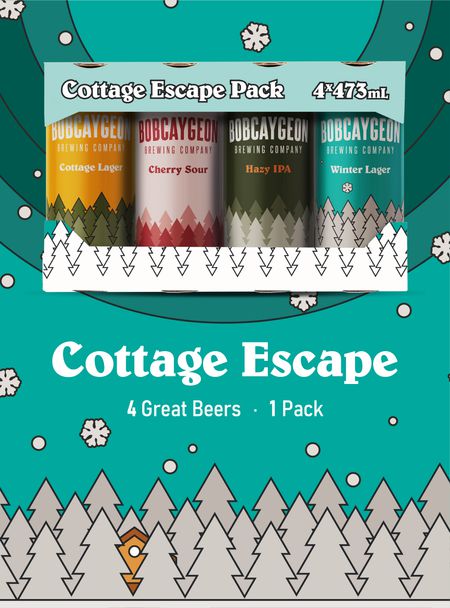 Cottage Escape Pack 4x473mL
BOBCAYGEON BOBCAYGEON BOBCAYGEON BOBCAYGEON
BREWING COMPANY BREWING COMPANY BREWING COMPANY BREWING COMPANY
Cottage Lager Cherry Sour Hazy IPA Winter Lager
Cottage Escape
4 Great Beers · 1 Pack